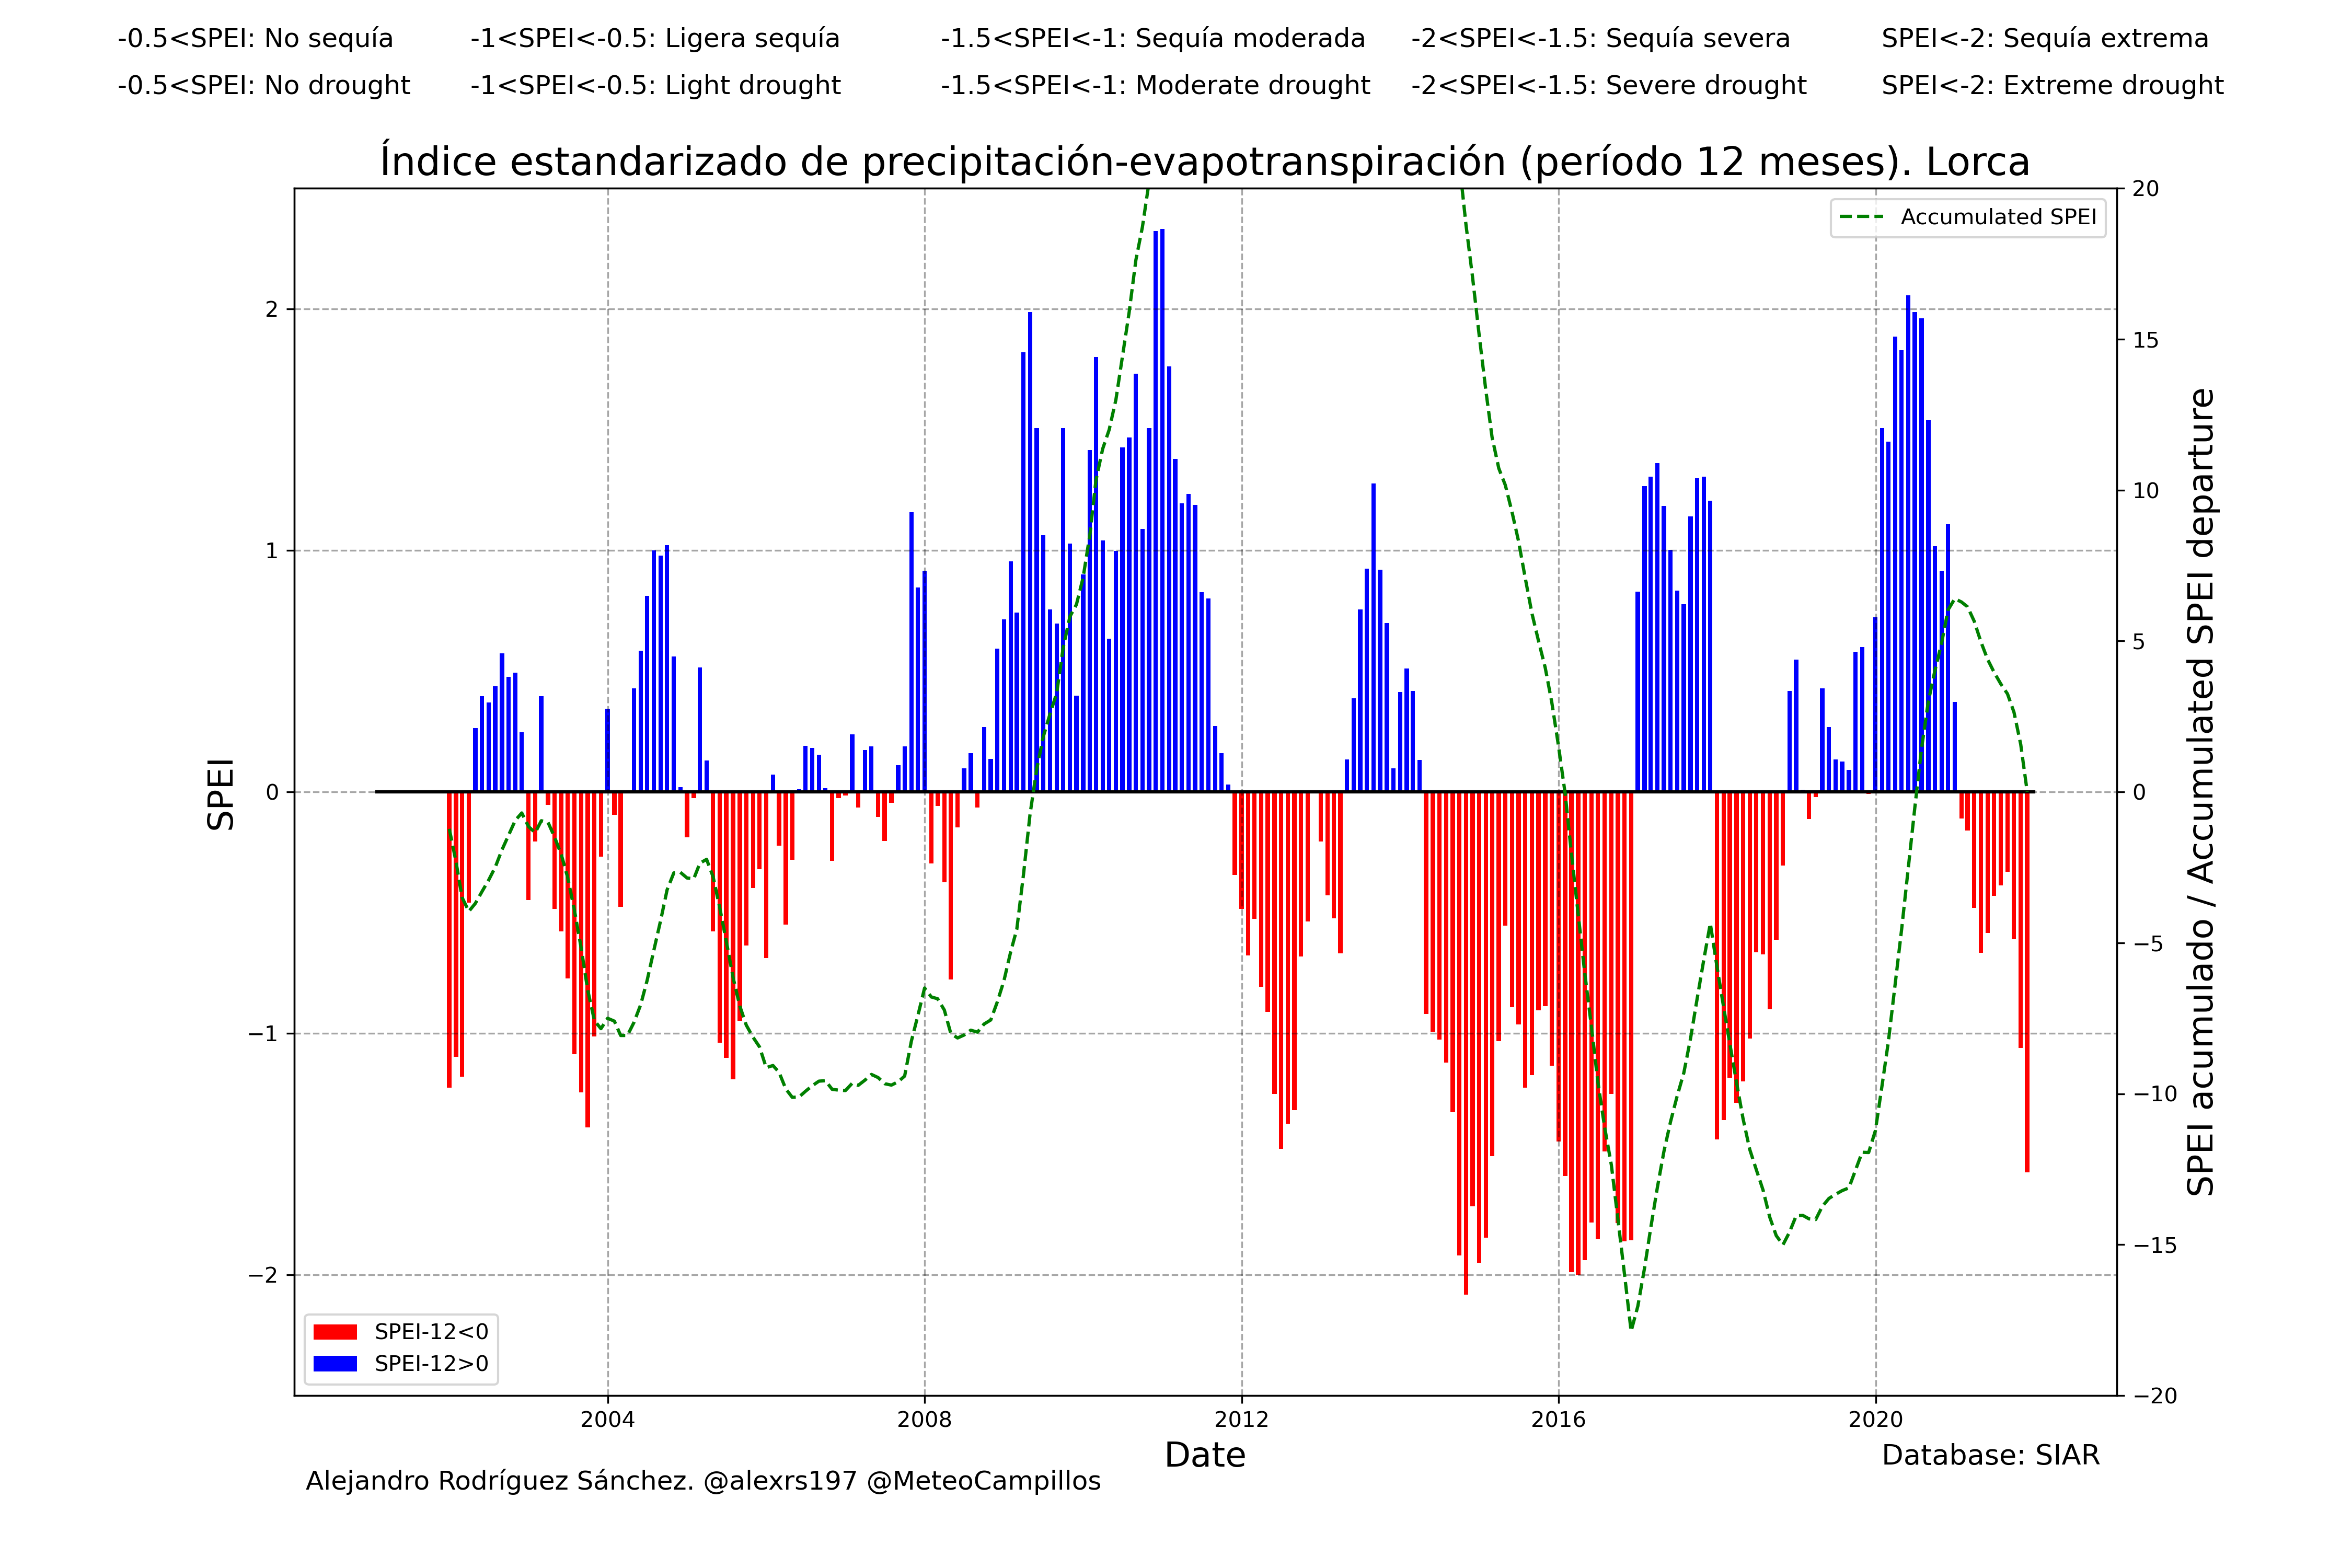 -0.5<SPEI: No sequía -1<SPEI<-0.5: Ligera sequía -1.5<SPEI<-1: Sequía moderada -2<SPEI<-1.5: Sequía severa SPEI<-2: Sequía extrema
-0.5<SPEI: No drought -1<SPEI<-0.5: Light drought -1.5<SPEI<-1: Moderate drought -2<SPEI<-1.5: Severe drought SPEI<-2: Extreme drought
Índice estandarizado de precipitación-evapotranspiración (período 12 meses). Lorca
Accumulated SPEI
SPEI
2
1
0
−1
−2
20
15
10
5
0
−5
−10
−15
−20
SPEI acumulado / Accumulated SPEI departure
SPEI-12<0
SPEI-12>0
2004 2008 2012 2016 2020
Date
Database: SIAR
Alejandro Rodríguez Sánchez. @alexrs197 @MeteoCampillos